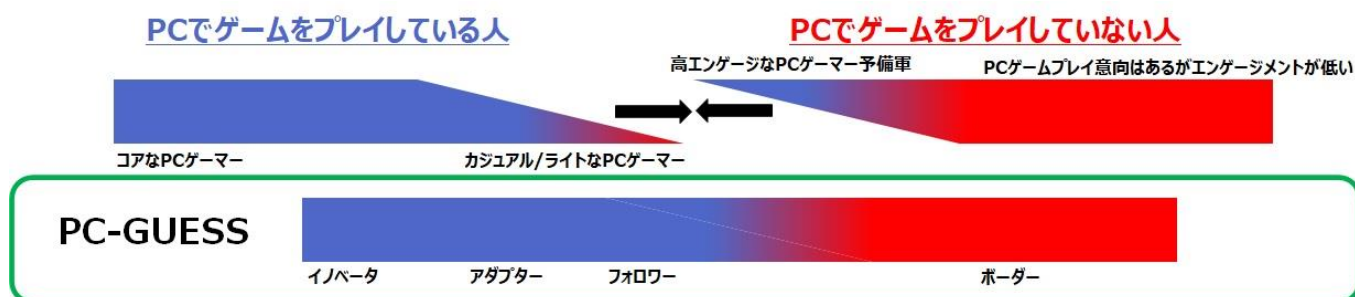 PCでゲームをプレイしている人
PCでゲームをプレイしていない人
高エンゲージなPCゲーマー予備軍
PCゲームプレイ意向はあるがエンゲージメントが低い
コアなPCゲーマー
カジュアル/ライトなPCゲーマー
PC-GUESS
イノベータ
アダプター
フォロワー
ボーダー